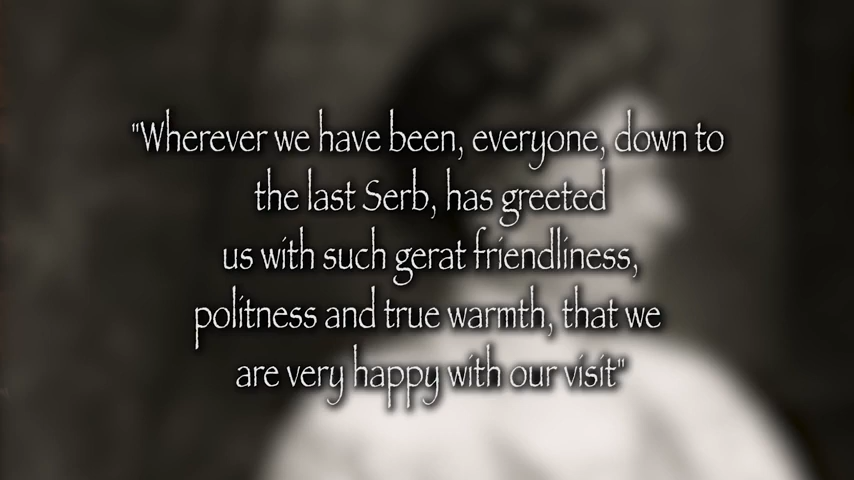 "Wherever we have been, everyone, down to
the last Serb, has greeted
us with such gerat friendliness,
politness and true warmth, that we
are very happy with our visit"